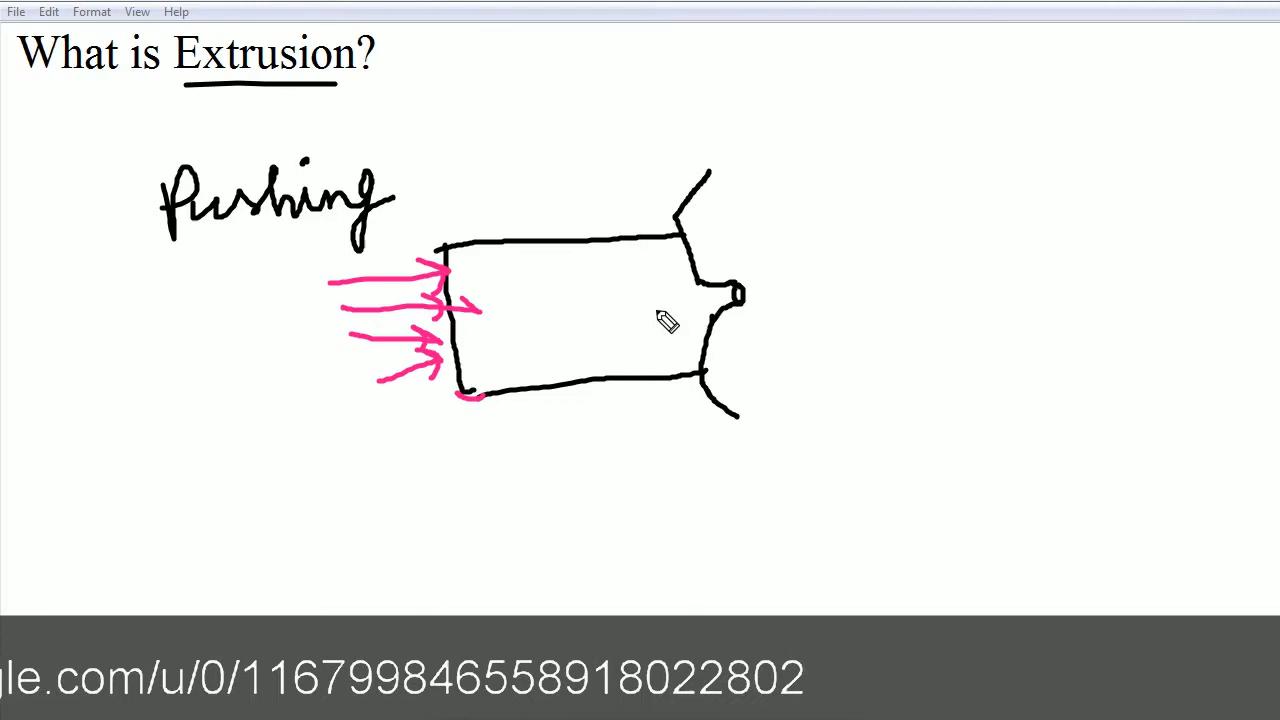 File Edit Format View Help
What is Extrusion?
Pushing
gle.com/u/0/116799846558918022802